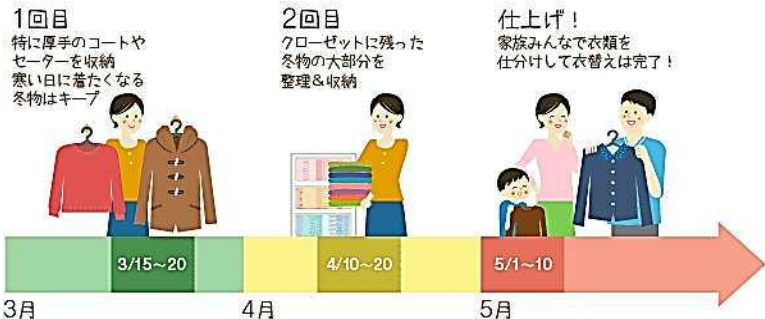 1回目
特に厚手のコートや
セーターを収納
寒い日に着たくなる
冬物はキープ
2回目
クローゼットに残った
冬物の大部分を
整理&収納
仕上げ!
家族みんなで衣類を
仕分けして衣替えは完了!
3/15〜20
4/10〜20
5/1〜10
3月
4月
5月